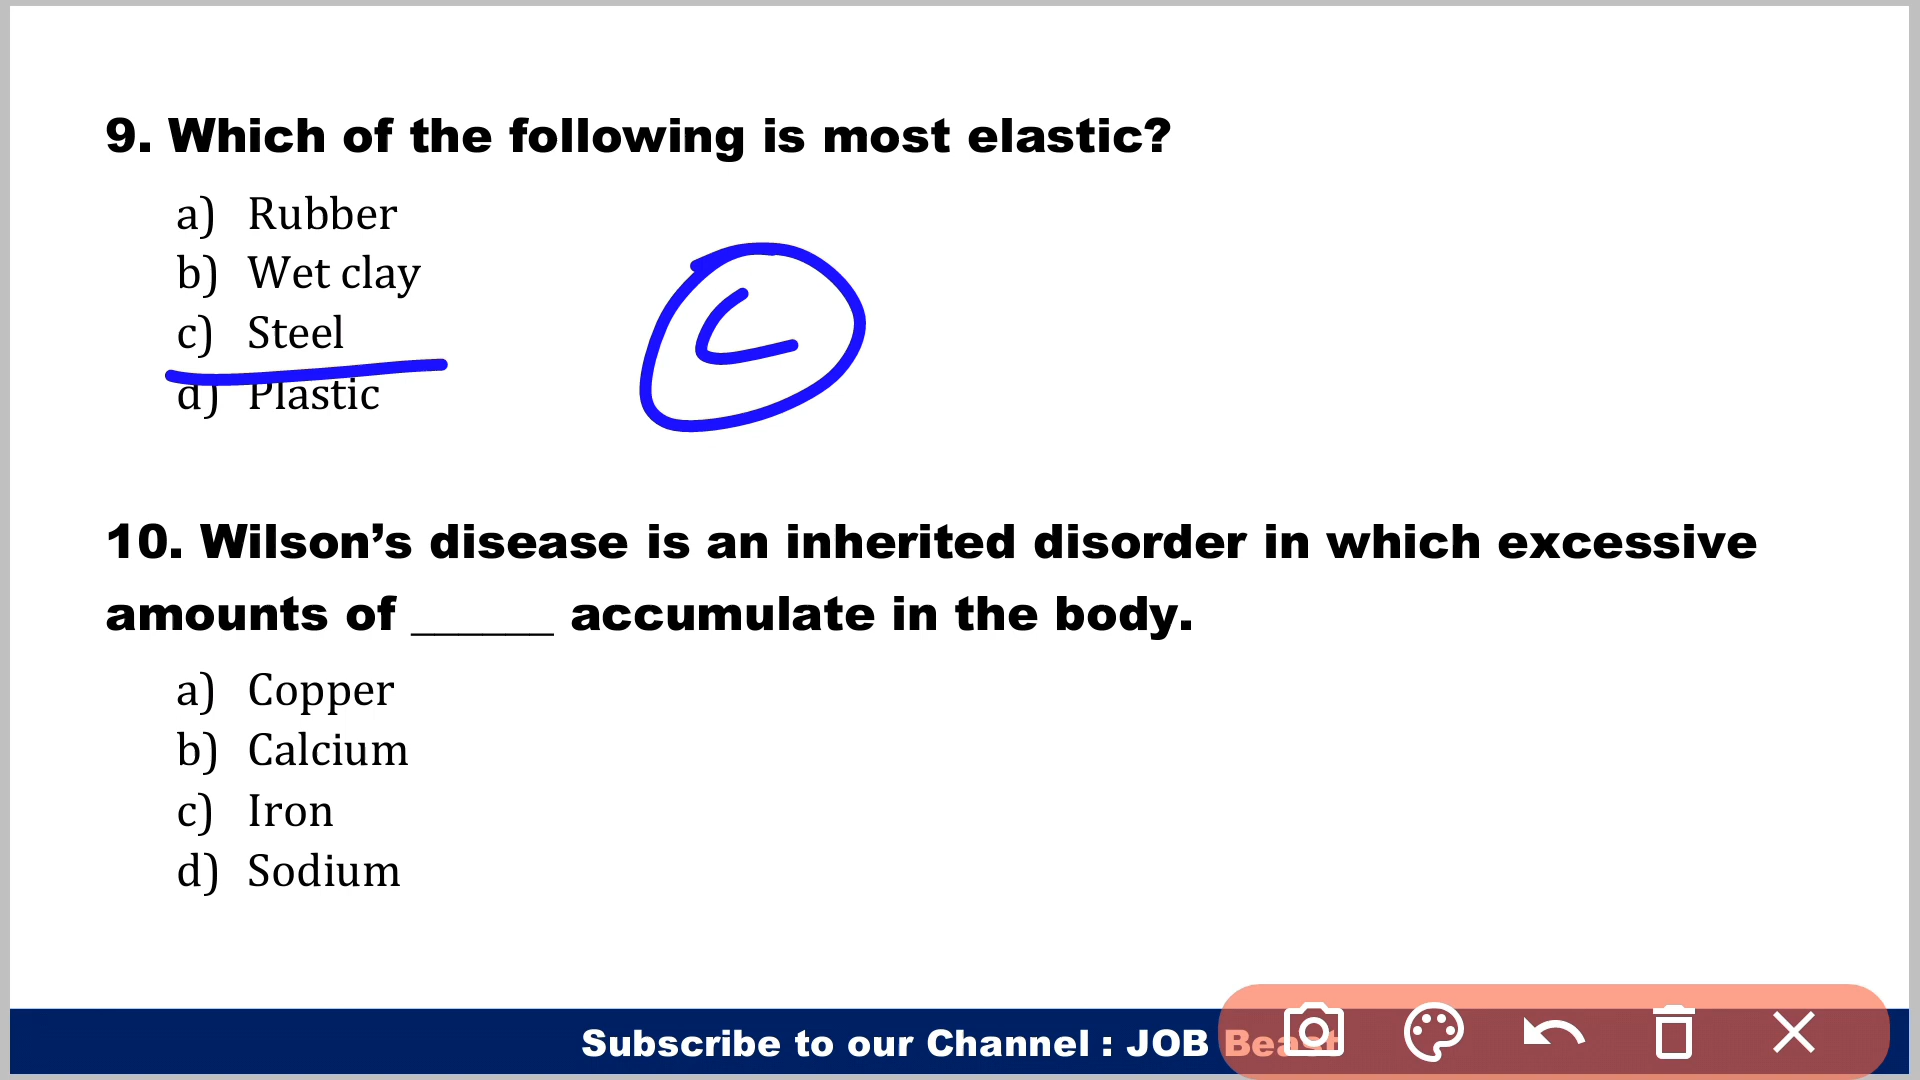 9. Which of the following is most elastic?
a) Rubber
b) Wet clay
c) Steel
d) Plastic
C
10. Wilson’s disease is an inherited disorder in which excessive
amounts of ______ accumulate in the body.
a) Copper
b) Calcium
c) Iron
d) Sodium
Subscribe to our Channel : JOB Beast